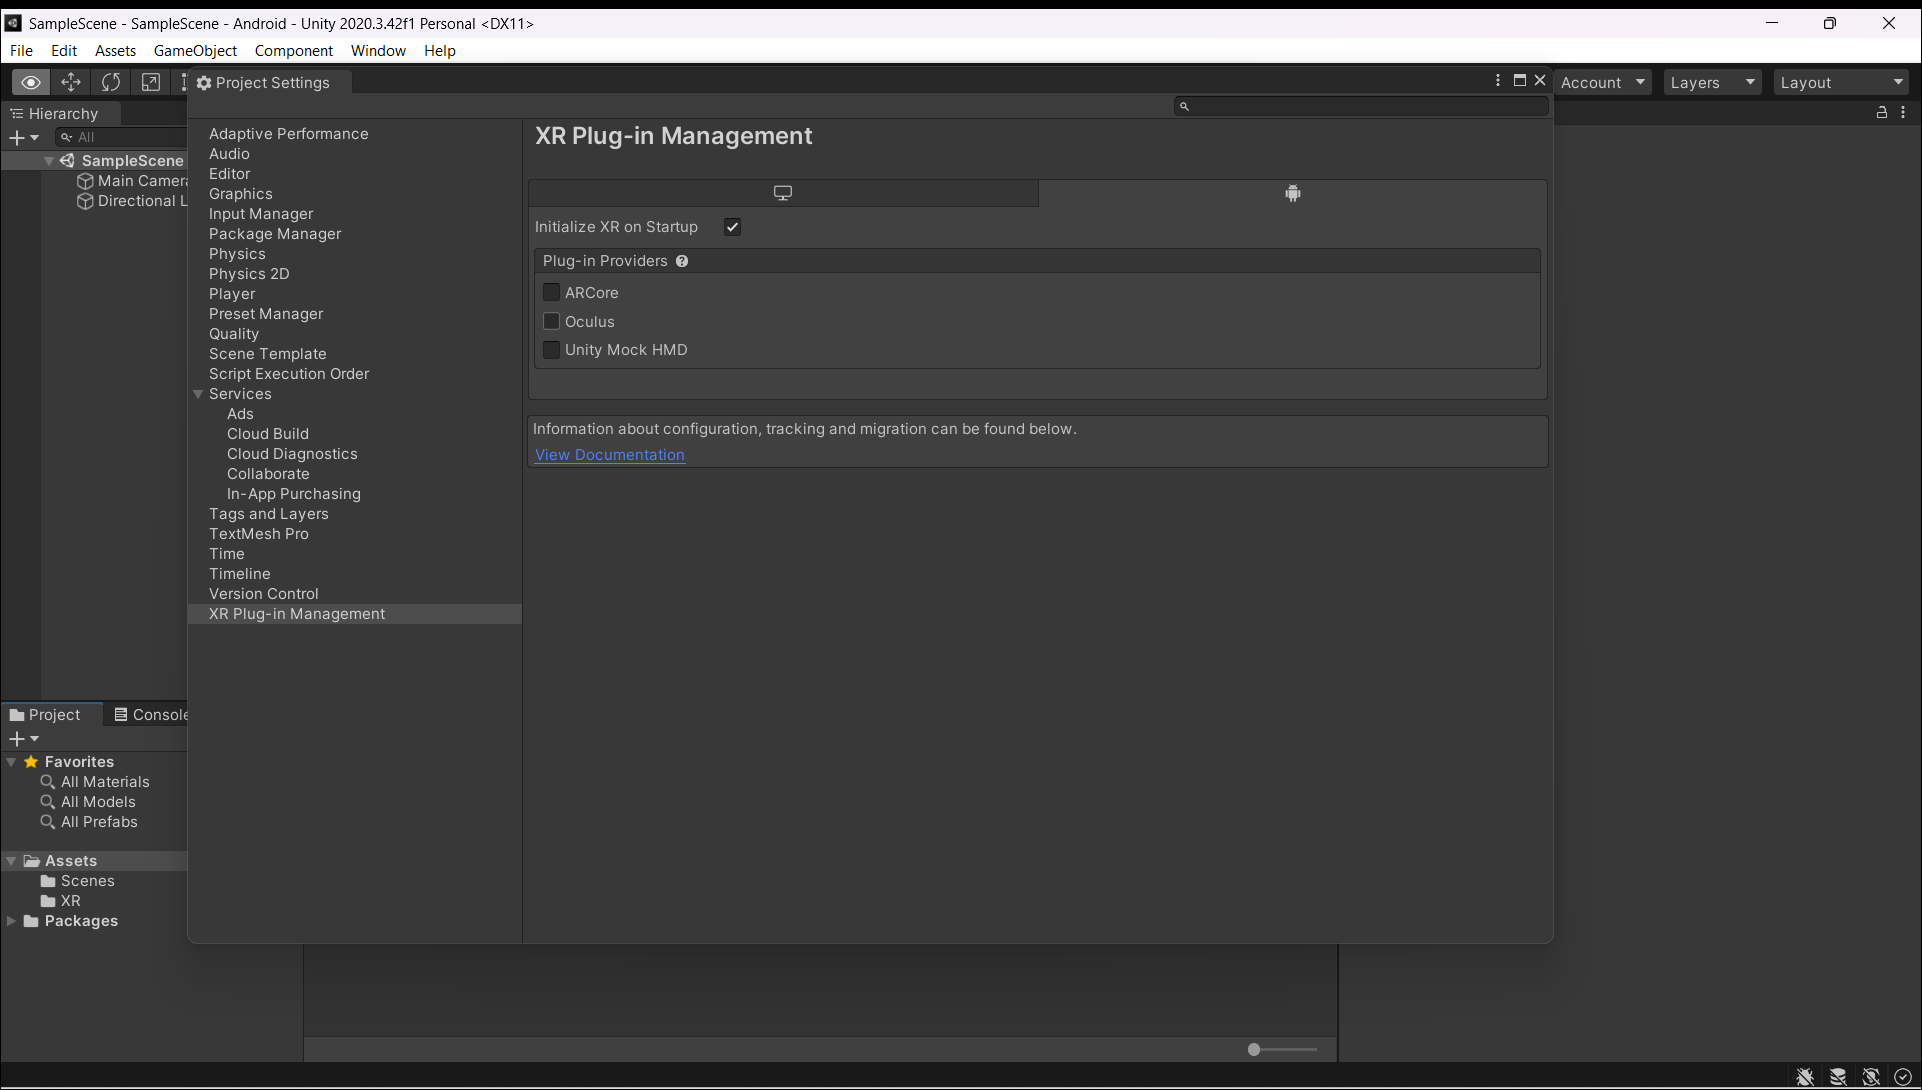 SampleScene - SampleScene - Android - Unity 2020.3.42f1 Personal <DX11>
File Edit Assets GameObject Component Window Help
Project Settings
Account Layers Layout
Hierarchy
All
SampleScene
Main Camera
Directional L
Adaptive Performance
Audio
Editor
Graphics
Input Manager
Package Manager
Physics
Physics 2D
Player
Preset Manager
Quality
Scene Template
Script Execution Order
Services
Ads
Cloud Build
Cloud Diagnostics
Collaborate
In-App Purchasing
Tags and Layers
TextMesh Pro
Time
Timeline
Version Control
XR Plug-in Management
XR Plug-in Management
Initialize XR on Startup
Plug-in Providers
ARCore
Oculus
Unity Mock HMD
Information about configuration, tracking and migration can be found below.
View Documentation
Project Console
Favorites
All Materials
All Models
All Prefabs
Assets
Scenes
XR
Packages